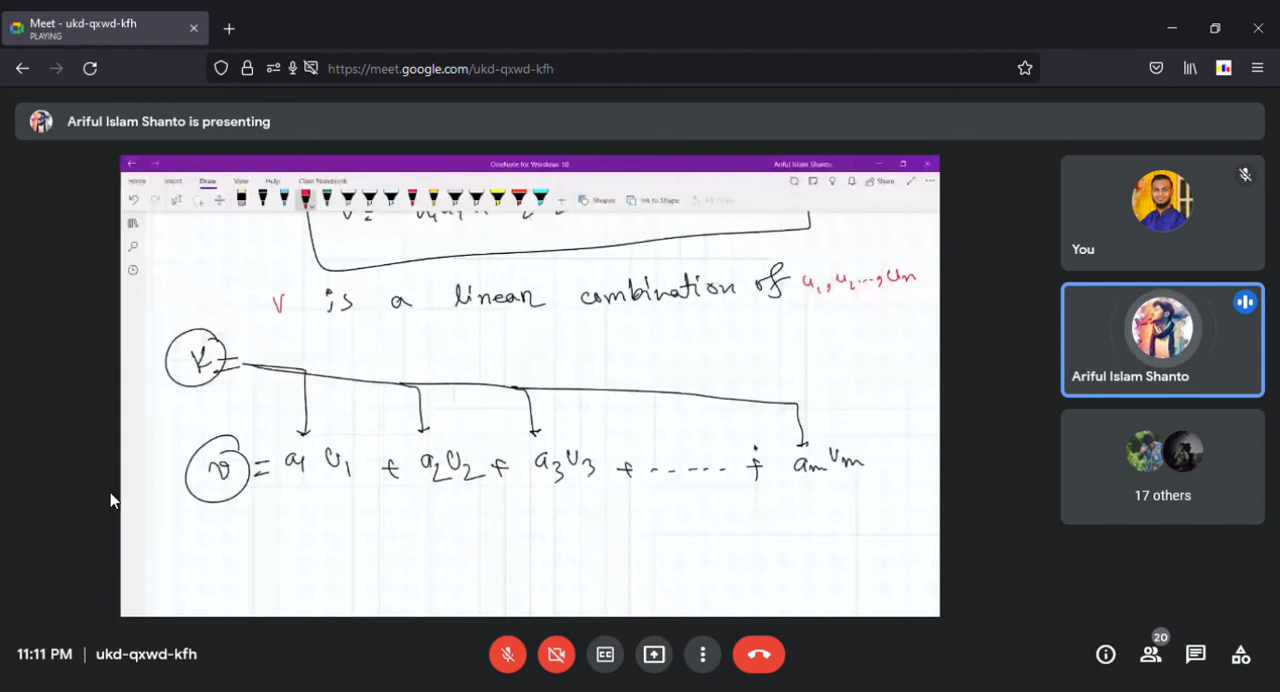 Meet - ukd-qxwd-kfh
PLAYING
https://meet.google.com/ukd-qxwd-kfh
Ariful Islam Shanto is presenting
OneNote for Windows 10
Ariful Islam Shanto
Home Insert Draw View Help Class Notebook
Share
Shapes Ink to Shape
v is a linear combination of u₁, u₂ ..., uₙ
K =
v = a₁ v₁ + a₂ v₂ + a₃ v₃ + ------ + aₘ vₘ
You
Ariful Islam Shanto
17 others
11:11 PM | ukd-qxwd-kfh
CC
20